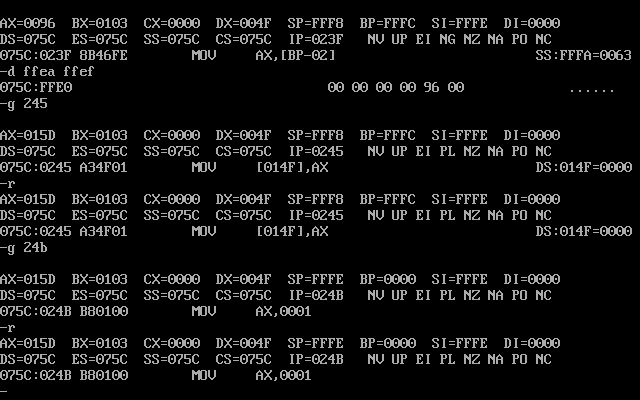 AX=0096  BX=0103  CX=0000  DX=004F  SP=FFF8  BP=FFFC  SI=FFFE  DI=0000
DS=075C  ES=075C  SS=075C  CS=075C  IP=023F   NV UP EI NG NZ NA PO NC
075C:023F 8B46FE        MOV     AX,[BP-02]                         SS:FFFA=0063
-d ffea ffef
075C:FFE0                                00 00 00 00 96 00             ......
-g 245

AX=015D  BX=0103  CX=0000  DX=004F  SP=FFF8  BP=FFFC  SI=FFFE  DI=0000
DS=075C  ES=075C  SS=075C  CS=075C  IP=0245   NV UP EI PL NZ NA PO NC
075C:0245 A34F01        MOV     [014F],AX                          DS:014F=0000
-r
AX=015D  BX=0103  CX=0000  DX=004F  SP=FFF8  BP=FFFC  SI=FFFE  DI=0000
DS=075C  ES=075C  SS=075C  CS=075C  IP=0245   NV UP EI PL NZ NA PO NC
075C:0245 A34F01        MOV     [014F],AX                          DS:014F=0000
-g 24b

AX=015D  BX=0103  CX=0000  DX=004F  SP=FFFE  BP=0000  SI=FFFE  DI=0000
DS=075C  ES=075C  SS=075C  CS=075C  IP=024B   NV UP EI PL NZ NA PO NC
075C:024B B80100        MOV     AX,0001
-r
AX=015D  BX=0103  CX=0000  DX=004F  SP=FFFE  BP=0000  SI=FFFE  DI=0000
DS=075C  ES=075C  SS=075C  CS=075C  IP=024B   NV UP EI PL NZ NA PO NC
075C:024B B80100        MOV     AX,0001
-